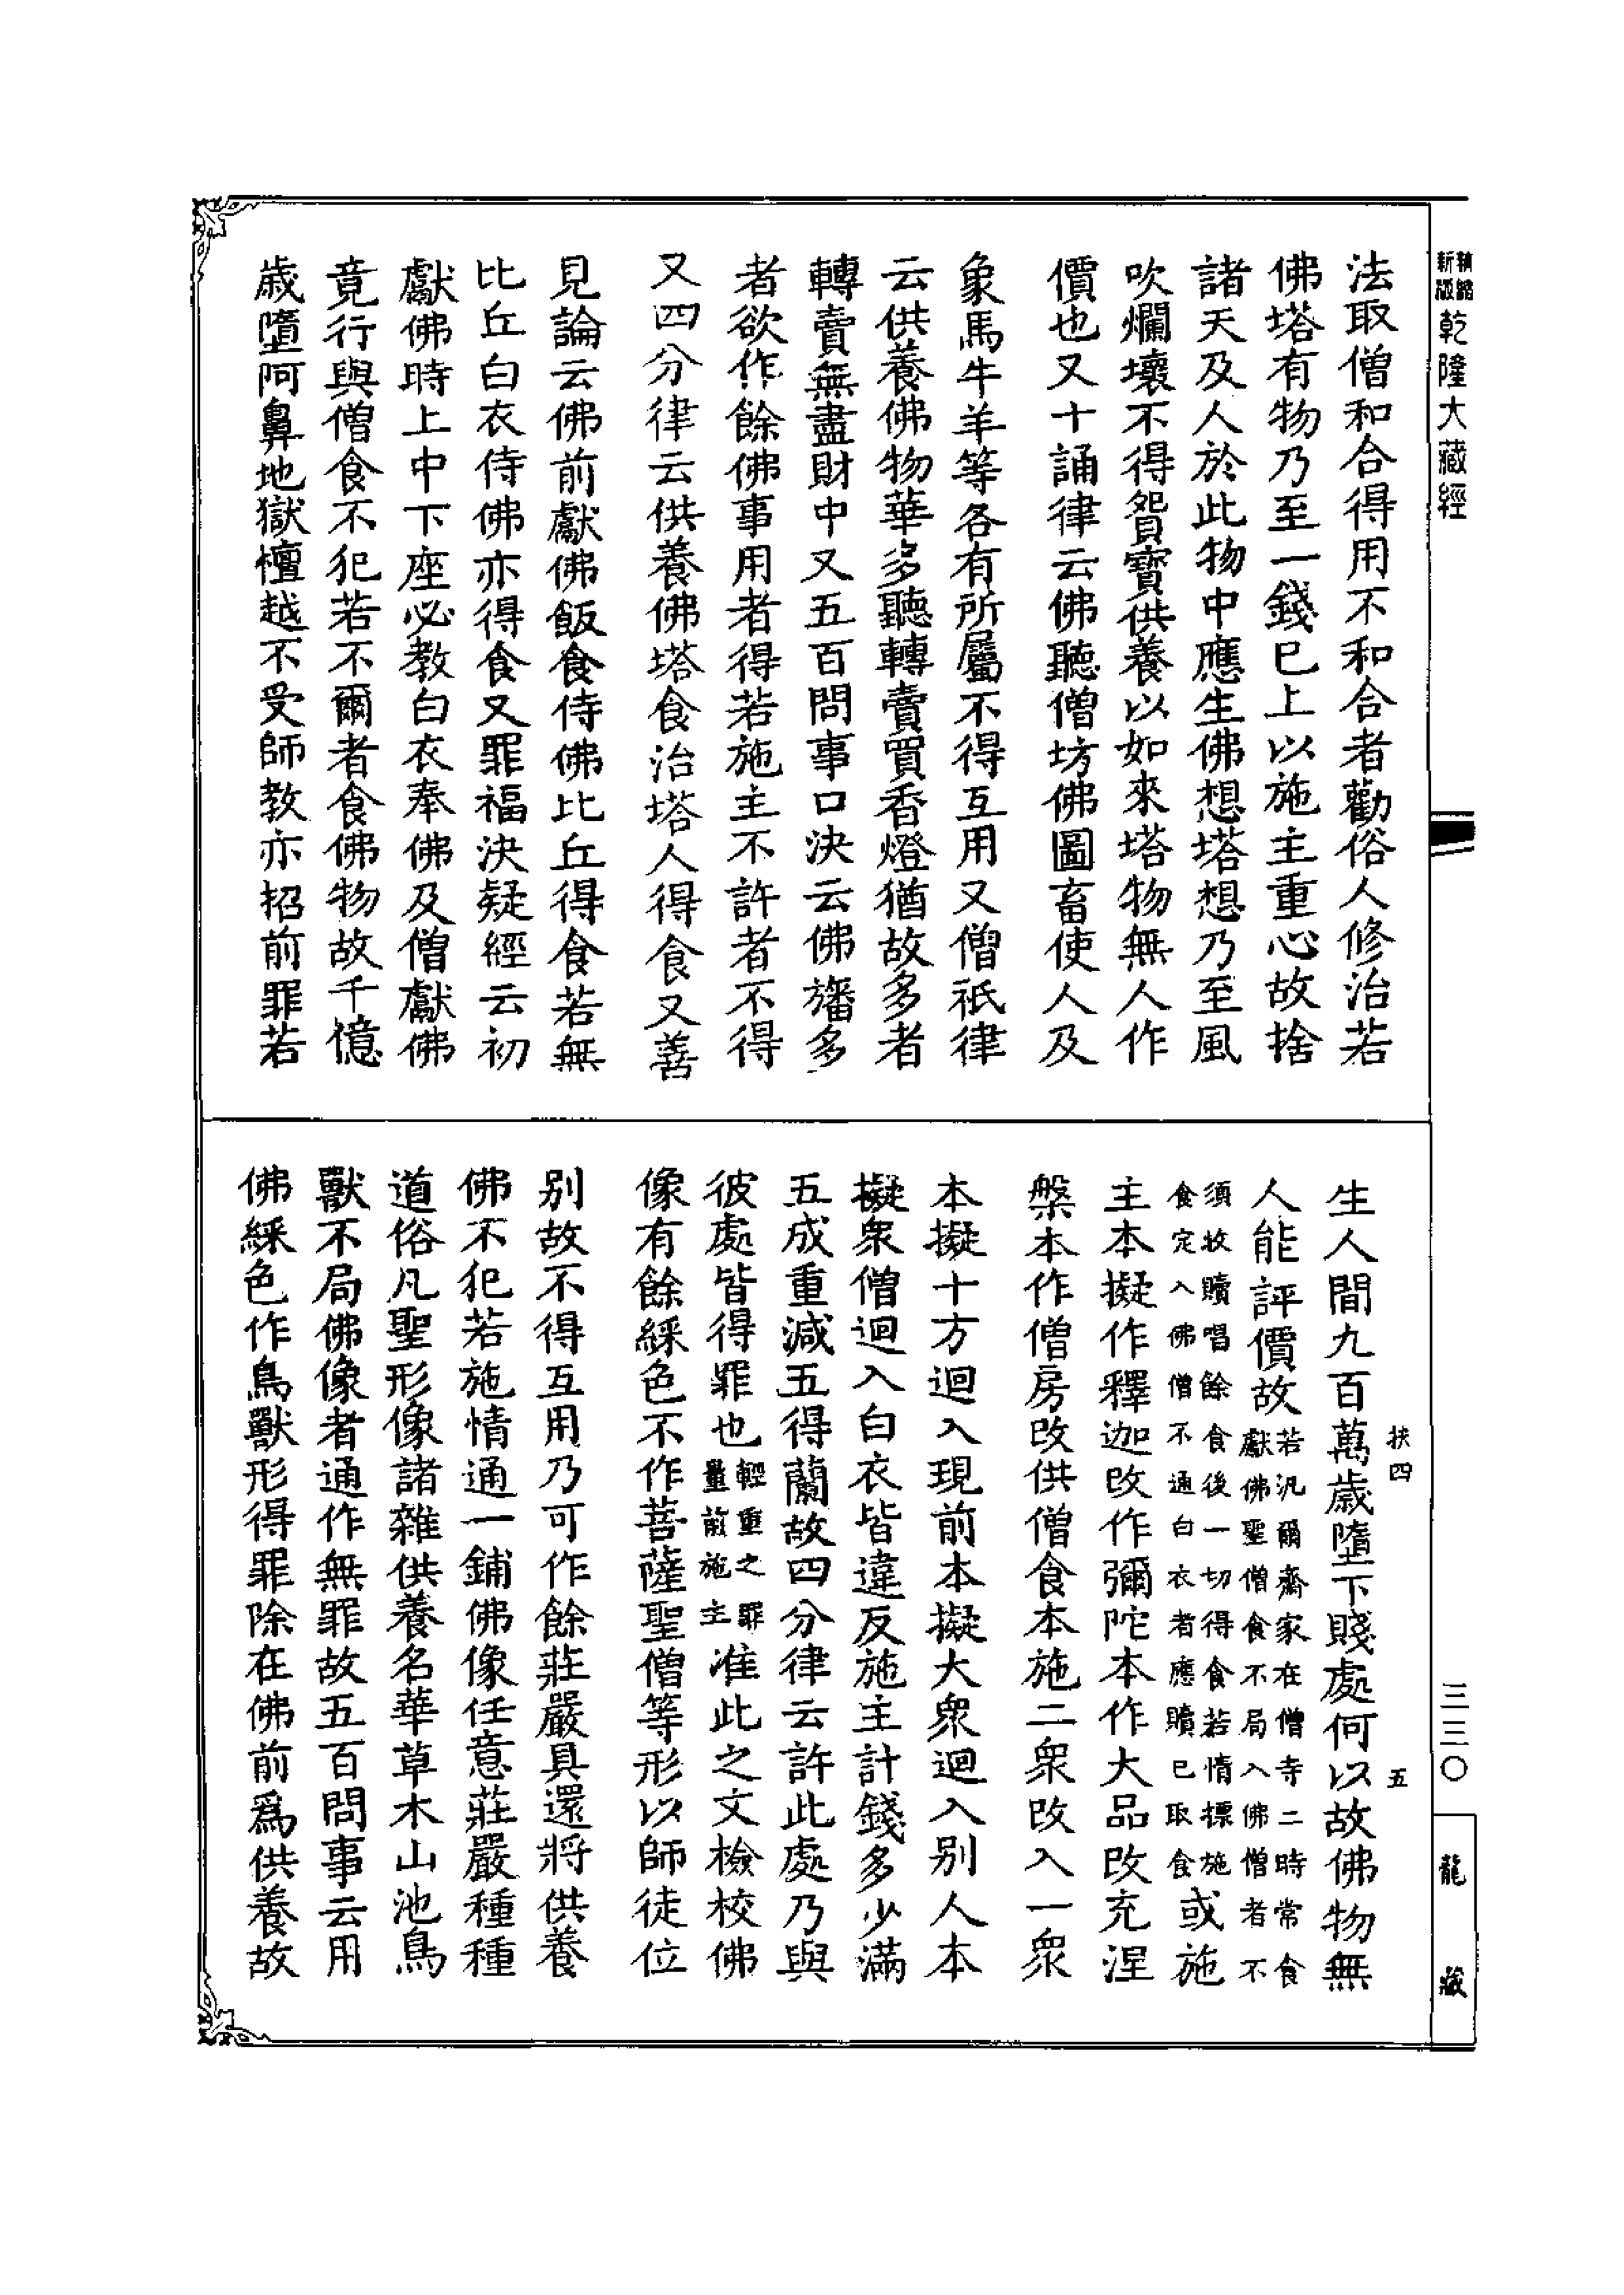 新版精縮乾隆大藏經
法取僧和合得用不和合者勸俗人修治若
佛塔有物乃至一錢已上以施主重心故捨
諸天及人於此物中應生佛想塔想乃至風
吹爛壞不得貿寶供養以如來塔物無人作
價也又十誦律云佛聽僧坊佛圖畜使人及
象馬牛羊等各有所屬不得互用又僧祇律
云供養佛物華多聽轉賣買香燈猶故多者
轉賣無盡財中又五百問事口決云佛旛多
者欲作餘佛事用者得若施主不許者不得
又四分律云供養佛塔食治塔人得食又善
見論云佛前獻佛飯食侍佛比丘得食若無
比丘白衣侍佛亦得食又罪福決疑經云初
獻佛時上中下座必教白衣奉佛及僧獻佛
竟行與僧食不犯若不爾者食佛物故千億
歲墮阿鼻地獄檀越不受師教亦招前罪若
扶四
五
三三〇
龍藏
生人間九百萬歲墮下賤處何以故佛物無
人能評價故若汎爾齋家在僧寺二時常食獻佛聖僧食不局入佛僧者不
須收贖唱餘食後一切得食若情標施食定入佛僧不通白衣者應贖已取食或施
主本擬作釋迦改作彌陀本作大品改充涅
槃本作僧房改供僧食本施二衆改入一衆
本擬十方迴入現前本擬大衆迴入別人本
擬衆僧迴入白衣皆違反施主計錢多少滿
五成重減五得蘭故四分律云許此處乃與
彼處皆得罪也輕重之罪量前施主准此之文檢校佛
像有餘綵色不作菩薩聖僧等形以師徒位
別故不得互用乃可作餘莊嚴具還將供養
佛不犯若施情通一鋪佛像任意莊嚴種種
道俗凡聖形像諸雜供養名華草木山池鳥
獸不局佛像者通作無罪故五百問事云用
佛綵色作鳥獸形得罪除在佛前爲供養故